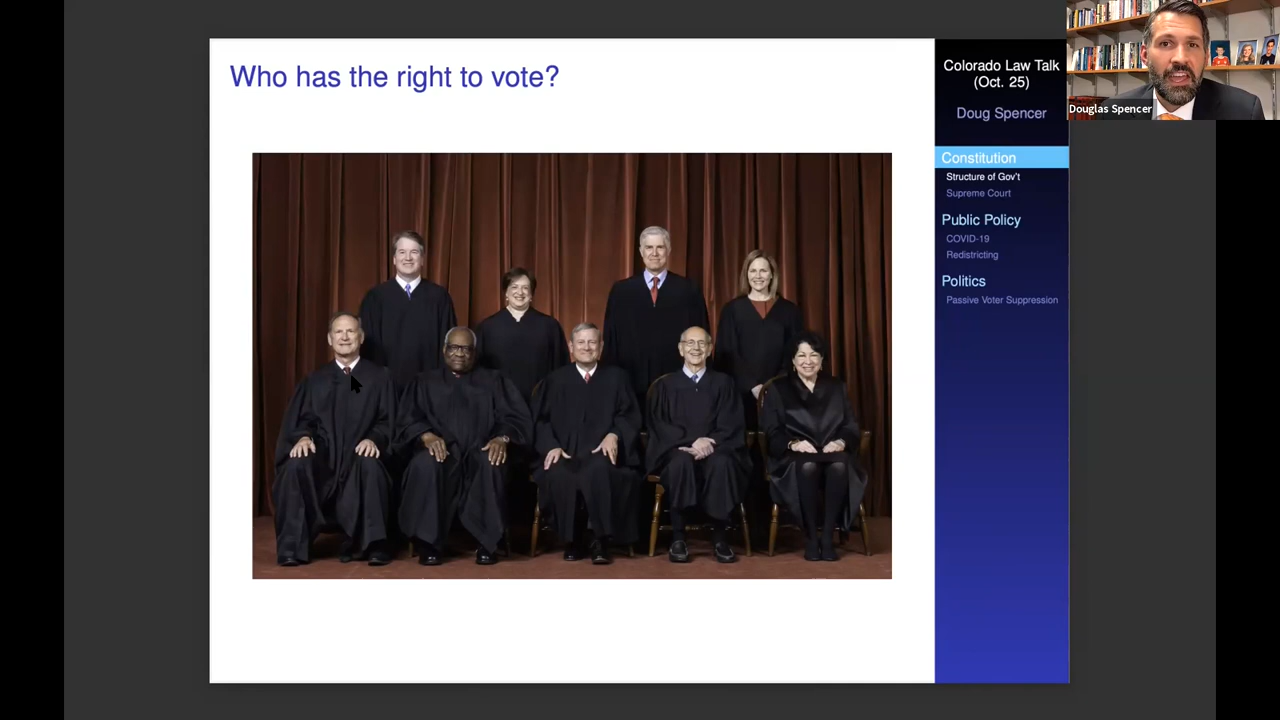 Who has the right to vote?
Colorado Law Talk
(Oct. 25)
Doug Spencer
Constitution
Structure of Gov't
Supreme Court
Public Policy
COVID-19
Redistricting
Politics
Passive Voter Suppression
Douglas Spencer